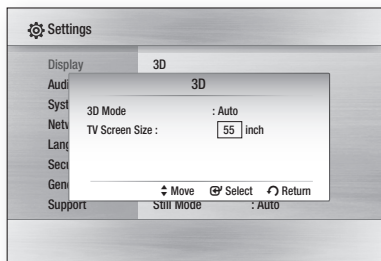 Settings
Display 3D
Audi
3D
Syst
3D Mode : Auto
Netw
TV Screen Size : 55 inch
Lang
Secu
Gene
Move Select Return
Support Still Mode : Auto